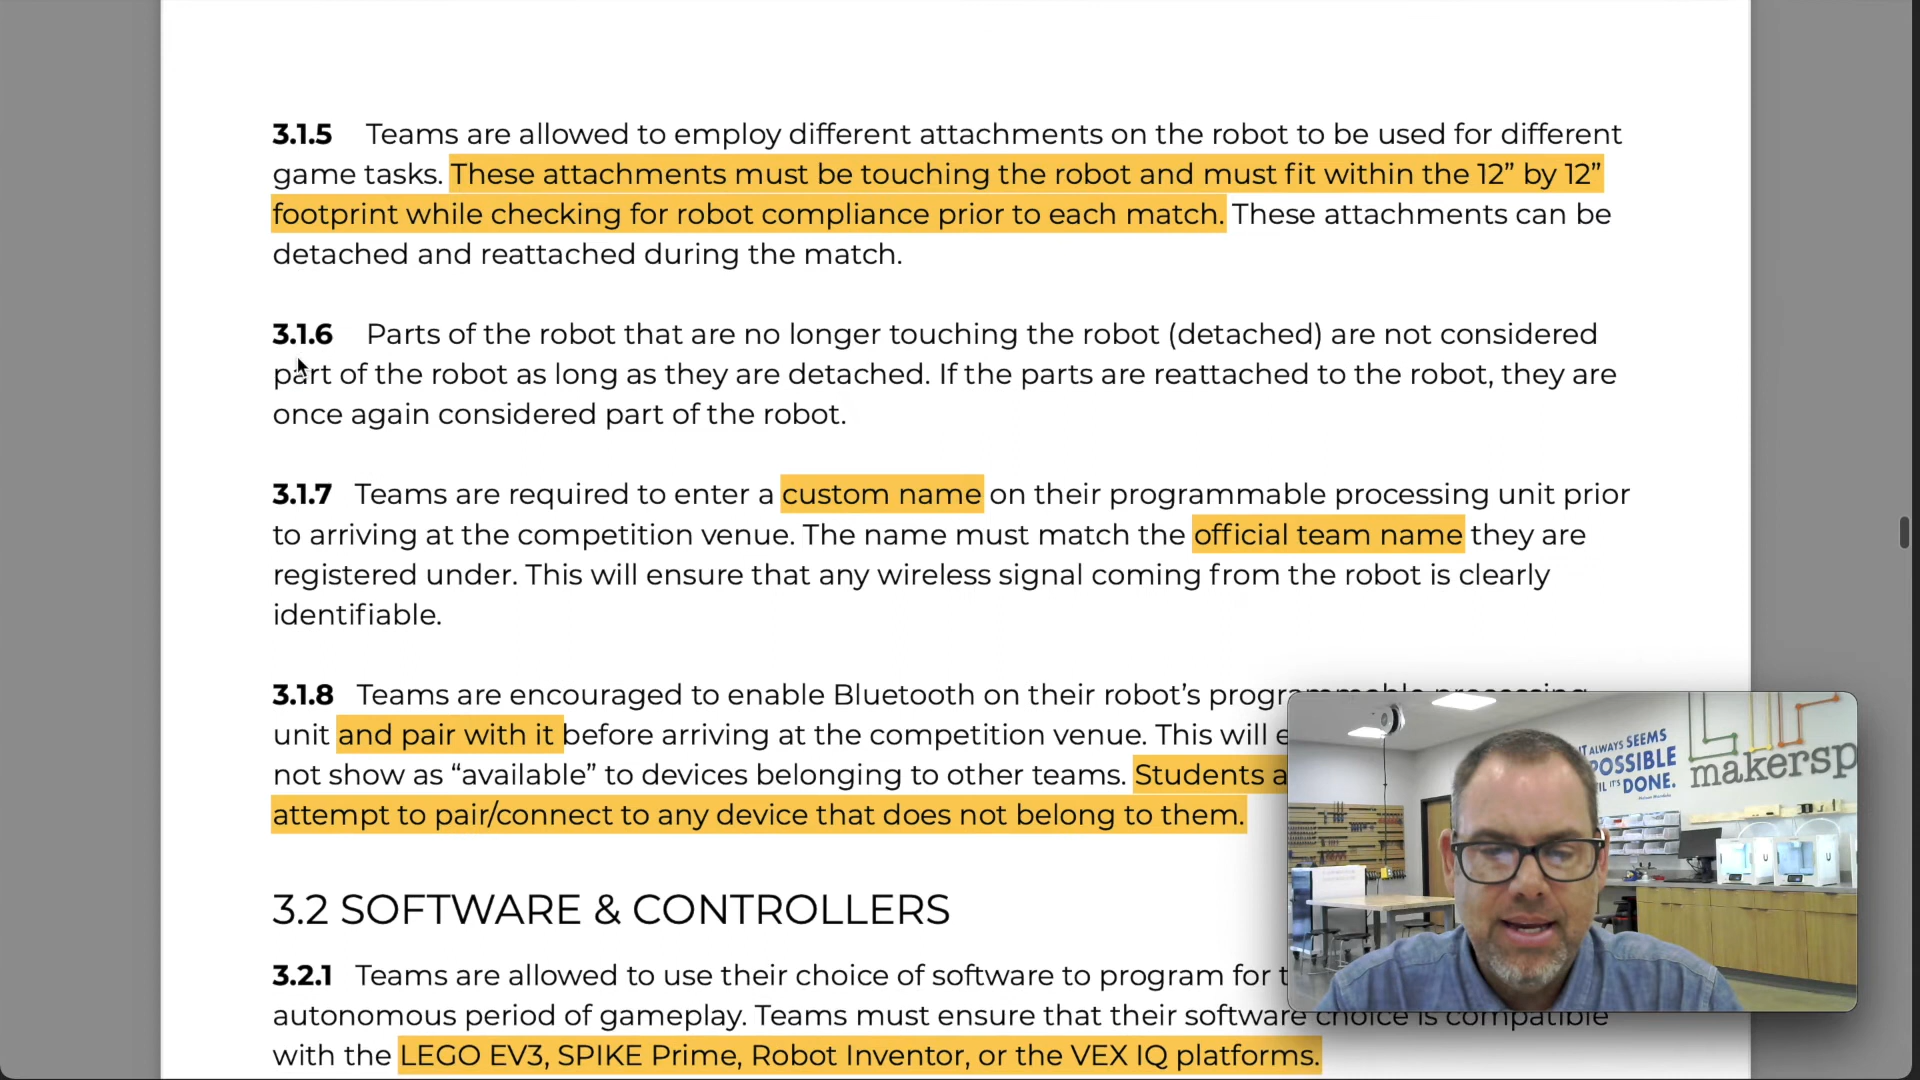 3.1.5 Teams are allowed to employ different attachments on the robot to be used for different
game tasks. These attachments must be touching the robot and must fit within the 12” by 12”
footprint while checking for robot compliance prior to each match. These attachments can be
detached and reattached during the match.
3.1.6 Parts of the robot that are no longer touching the robot (detached) are not considered
part of the robot as long as they are detached. If the parts are reattached to the robot, they are
once again considered part of the robot.
3.1.7 Teams are required to enter a custom name on their programmable processing unit prior
to arriving at the competition venue. The name must match the official team name they are
registered under. This will ensure that any wireless signal coming from the robot is clearly
identifiable.
3.1.8 Teams are encouraged to enable Bluetooth on their robot’s programmable processing
unit and pair with it before arriving at the competition venue. This will e
not show as “available” to devices belonging to other teams. Students a
attempt to pair/connect to any device that does not belong to them.
3.2 SOFTWARE & CONTROLLERS
3.2.1 Teams are allowed to use their choice of software to program for t
autonomous period of gameplay. Teams must ensure that their software choice is compatible
with the LEGO EV3, SPIKE Prime, Robot Inventor, or the VEX IQ platforms.
IT ALWAYS SEEMS
POSSIBLE
IT'S DONE.
makersp